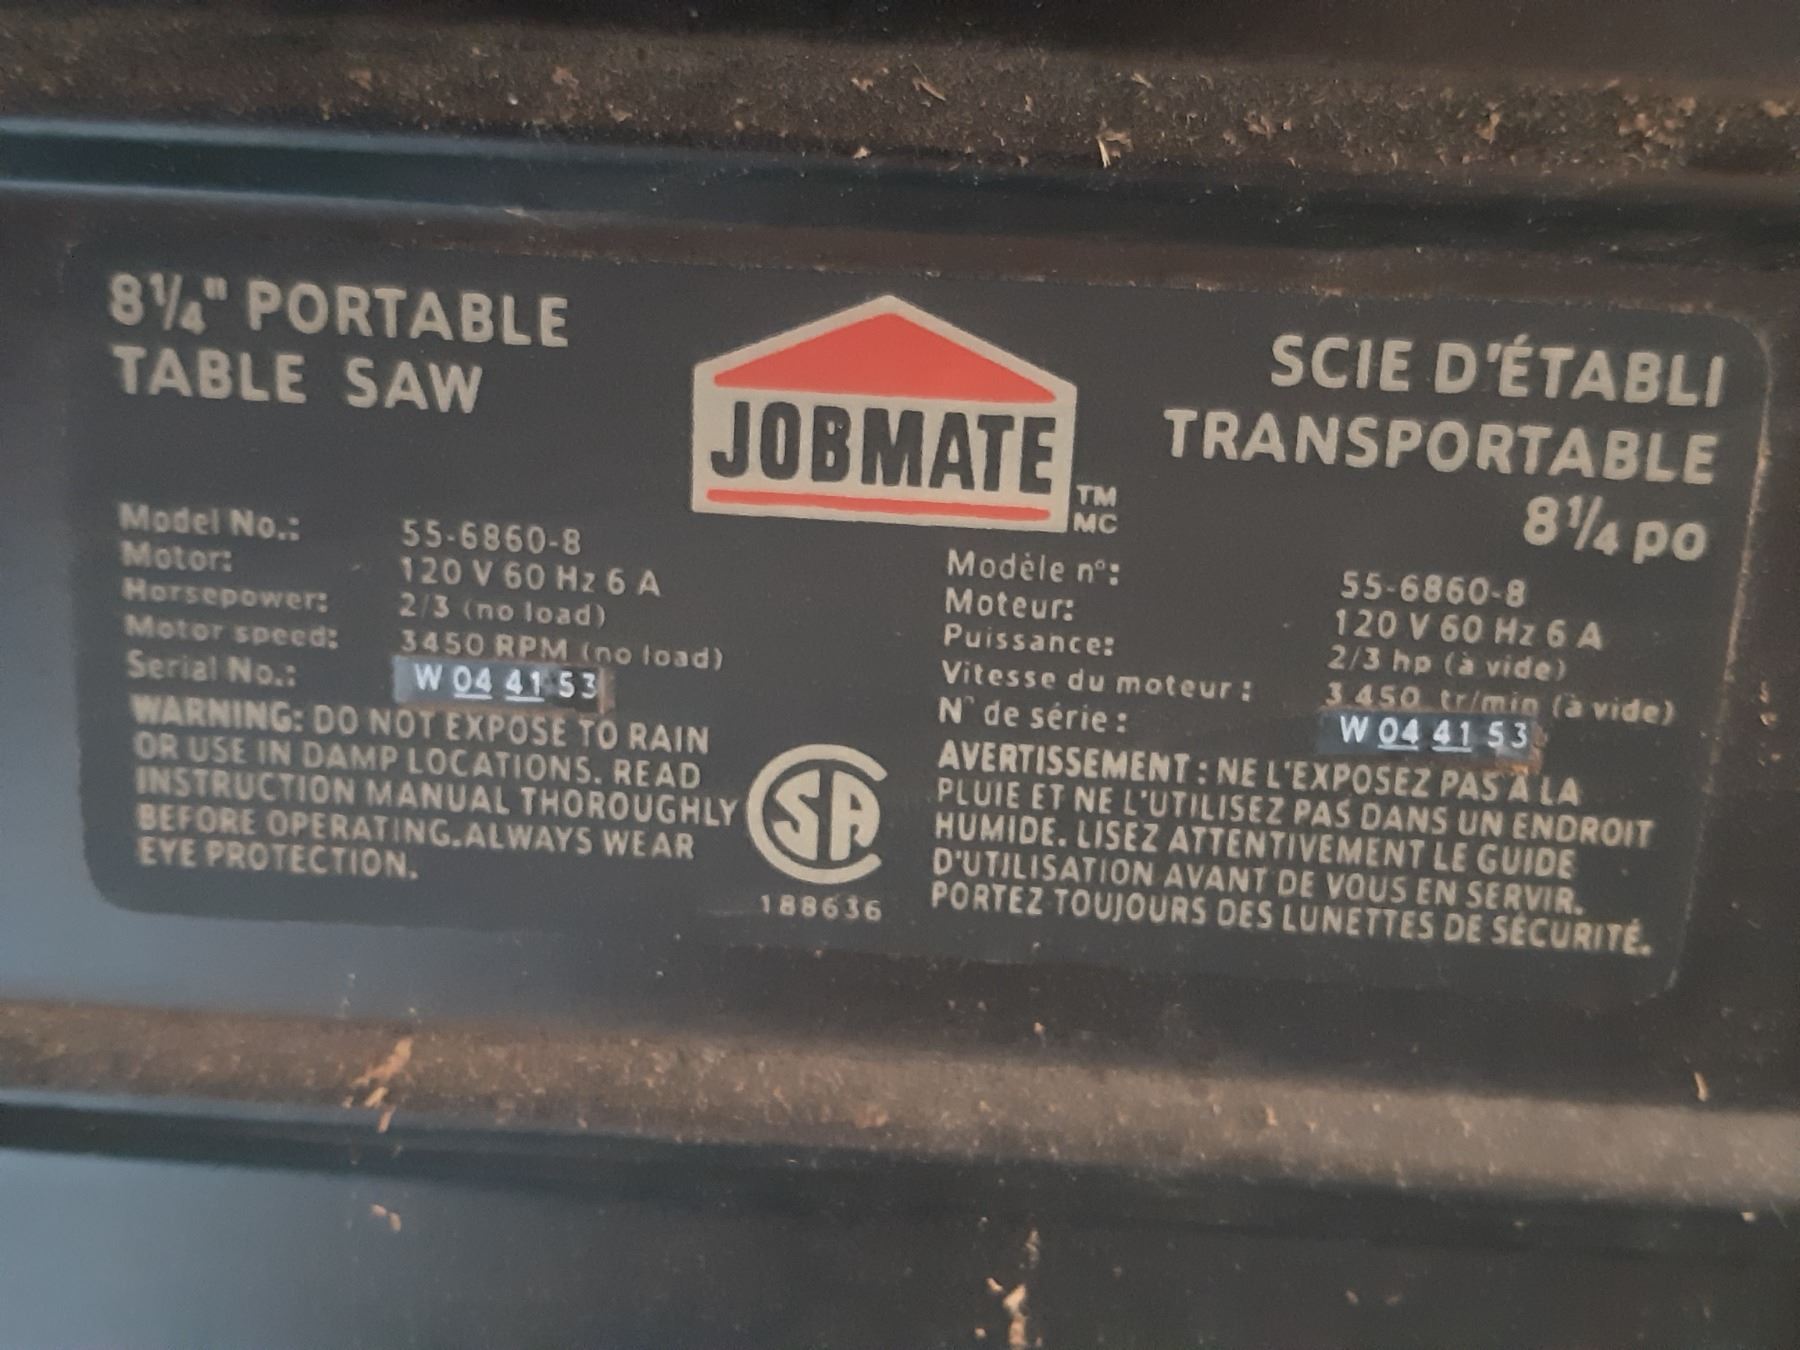 8¼" PORTABLE
TABLE SAW
Model No.: 55-6860-8
Motor: 120 V 60 Hz 6 A
Horsepower: 2/3 (no load)
Motor speed: 3450 RPM (no load)
Serial No.: W 04 41 53
WARNING: DO NOT EXPOSE TO RAIN
OR USE IN DAMP LOCATIONS. READ
INSTRUCTION MANUAL THOROUGHLY
BEFORE OPERATING.ALWAYS WEAR
EYE PROTECTION.
JOBMATE
TM
MC
SA
188636
SCIE D'ÉTABLI
TRANSPORTABLE
8¼ po
Modèle n°: 55-6860-8
Moteur: 120 V 60 Hz 6 A
Puissance: 2/3 hp (à vide)
Vitesse du moteur : 3 450 tr/min (à vide)
N° de série : W 04 41 53
AVERTISSEMENT : NE L'EXPOSEZ PAS À LA
PLUIE ET NE L'UTILISEZ PAS DANS UN ENDROIT
HUMIDE. LISEZ ATTENTIVEMENT LE GUIDE
D'UTILISATION AVANT DE VOUS EN SERVIR.
PORTEZ TOUJOURS DES LUNETTES DE SÉCURITÉ.